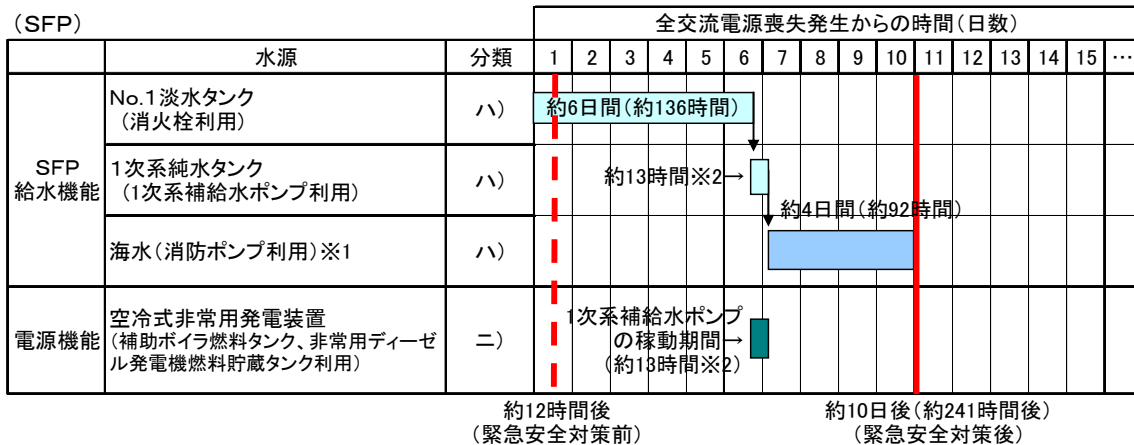 （SFP）
全交流電源喪失発生からの時間（日数）
水源 分類 1 2 3 4 5 6 7 8 9 10 11 12 13 14 15 …
SFP
給水機能
No.1淡水タンク
（消火栓利用）
ハ）
約6日間（約136時間）
1次系純水タンク
（1次系補給水ポンプ利用）
ハ）
約13時間※2→
約4日間（約92時間）
海水（消防ポンプ利用）※1
ハ）
電源機能
空冷式非常用発電装置
（補助ボイラ燃料タンク、非常用ディーゼ
ル発電機燃料貯蔵タンク利用）
ニ）
1次系補給水ポンプ
の稼動期間→
（約13時間※2）
約12時間後
（緊急安全対策前）
約10日後（約241時間後）
（緊急安全対策後）